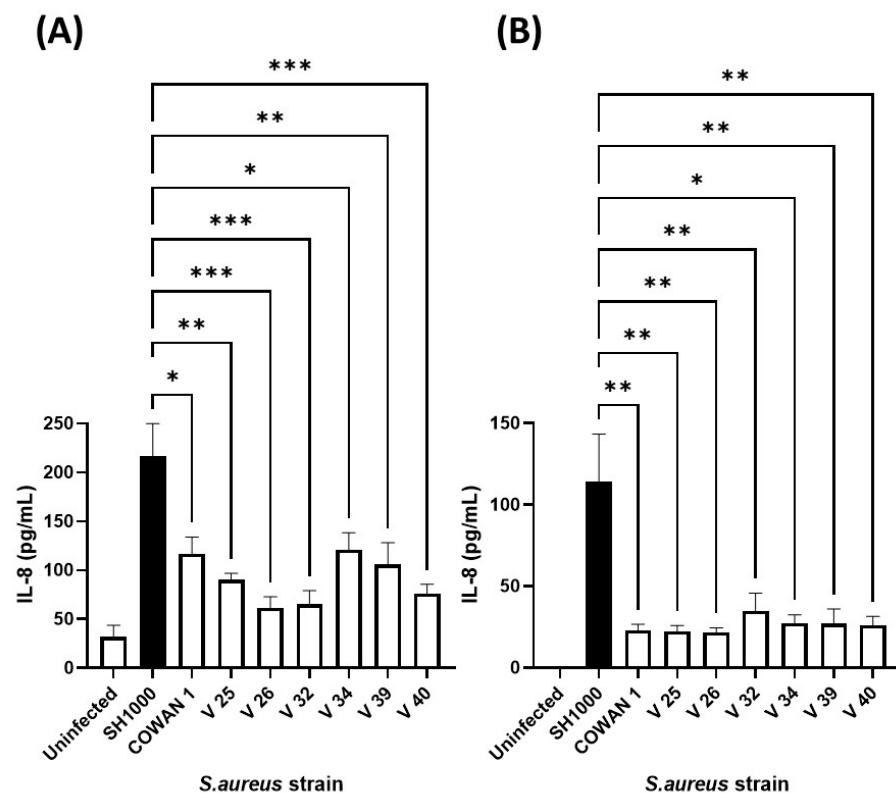 (A)
***
**
*
***
***
**
*
250
200
150
100
50
0
IL-8 (pg/mL)
Uninfected
SH1000
COWAN 1
V 25
V 26
V 32
V 34
V 39
V 40
S.aureus strain
(B)
**
**
*
**
**
**
**
150
100
50
0
IL-8 (pg/mL)
Uninfected
SH1000
COWAN 1
V 25
V 26
V 32
V 34
V 39
V 40
S.aureus strain